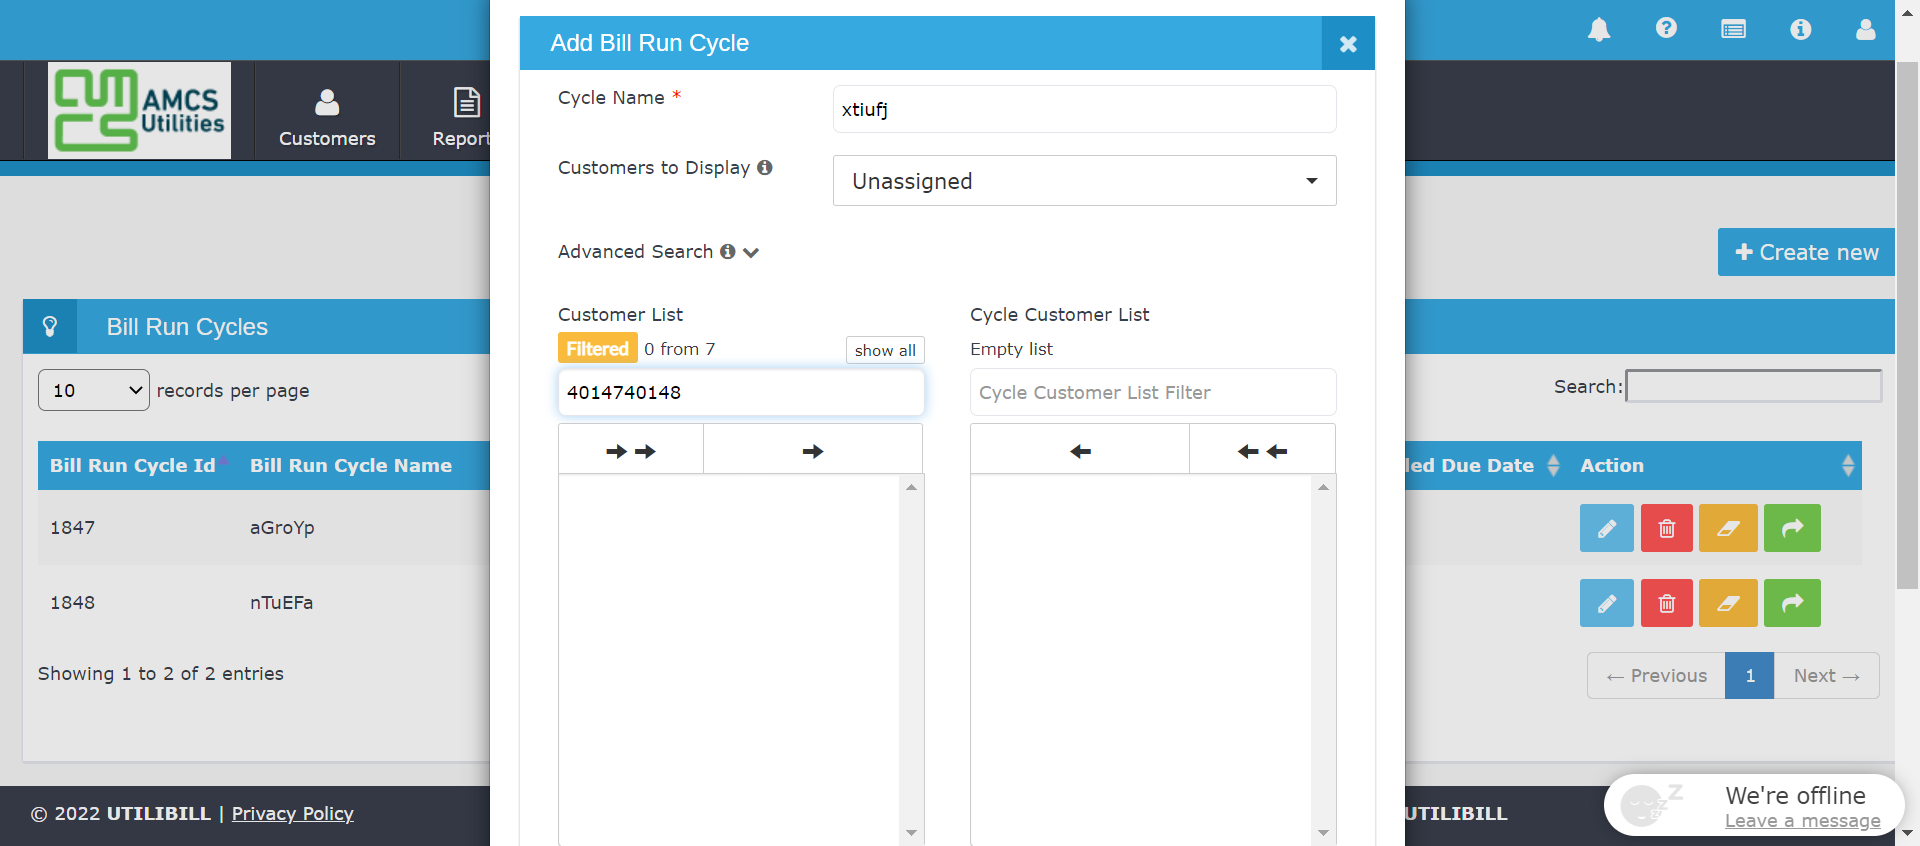 Add Bill Run Cycle
AMCS
Utilities
Customers
Report
Cycle Name *
xtiufj
Customers to Display
Unassigned
Advanced Search
+ Create new
Bill Run Cycles
Customer List
Cycle Customer List
Filtered 0 from 7
show all
Empty list
10
records per page
4014740148
Cycle Customer List Filter
Search:
Bill Run Cycle Id
Bill Run Cycle Name
led Due Date
Action
1847
aGroYp
1848
nTuEFa
Showing 1 to 2 of 2 entries
← Previous
1
Next →
© 2022 UTILIBILL | Privacy Policy
UTILIBILL
We're offline
Leave a message